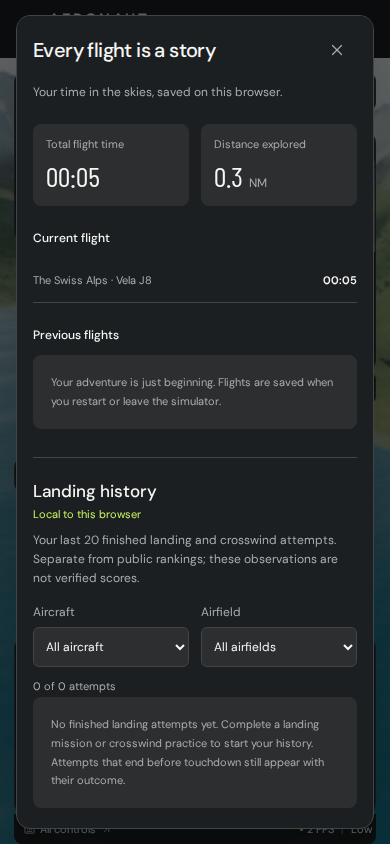 Every flight is a story
Your time in the skies, saved on this browser.
Total flight time
00:05
Distance explored
0.3 NM
Current flight
The Swiss Alps · Vela J8
00:05
Previous flights
Your adventure is just beginning. Flights are saved when
you restart or leave the simulator.
Landing history
Local to this browser
Your last 20 finished landing and crosswind attempts.
Separate from public rankings; these observations are
not verified scores.
Aircraft
Airfield
All aircraft
All airfields
0 of 0 attempts
No finished landing attempts yet. Complete a landing
mission or crosswind practice to start your history.
Attempts that end before touchdown still appear with
their outcome.
All controls
2 FPS
Low